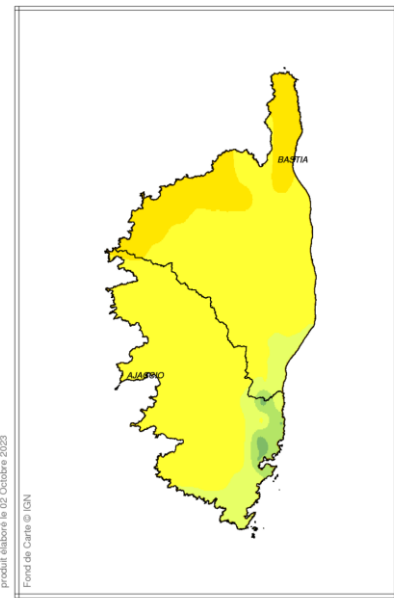 BASTIA
AJACCIO
produit élaboré le 02 Octobre 2023
Fond de Carte © IGN